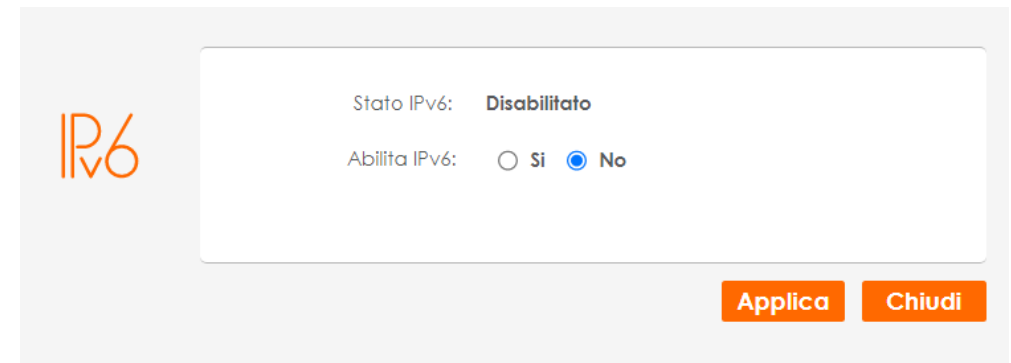 IPv6
Stato IPv6: Disabilitato
Abilita IPv6: Si No
Applica Chiudi